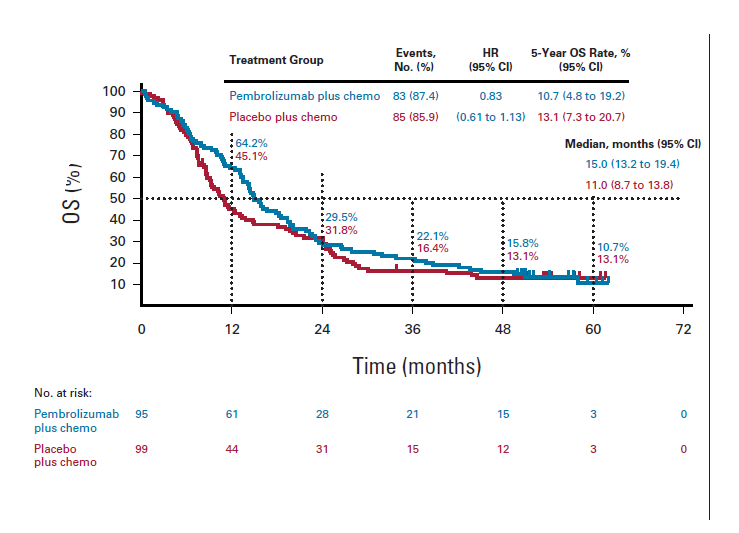 Treatment Group Events, No. (%) HR (95% CI) 5-Year OS Rate, % (95% CI)
Pembrolizumab plus chemo 83 (87.4) 0.83 10.7 (4.8 to 19.2)
Placebo plus chemo 85 (85.9) (0.61 to 1.13) 13.1 (7.3 to 20.7)
Median, months (95% CI)
15.0 (13.2 to 19.4)
11.0 (8.7 to 13.8)
OS (%)
100
90
80
70
60
50
40
30
20
10
64.2%
45.1%
29.5%
31.8%
22.1%
16.4%
15.8%
13.1%
10.7%
13.1%
0 12 24 36 48 60 72
Time (months)
No. at risk:
Pembrolizumab 95 61 28 21 15 3 0
plus chemo
Placebo 99 44 31 15 12 3 0
plus chemo